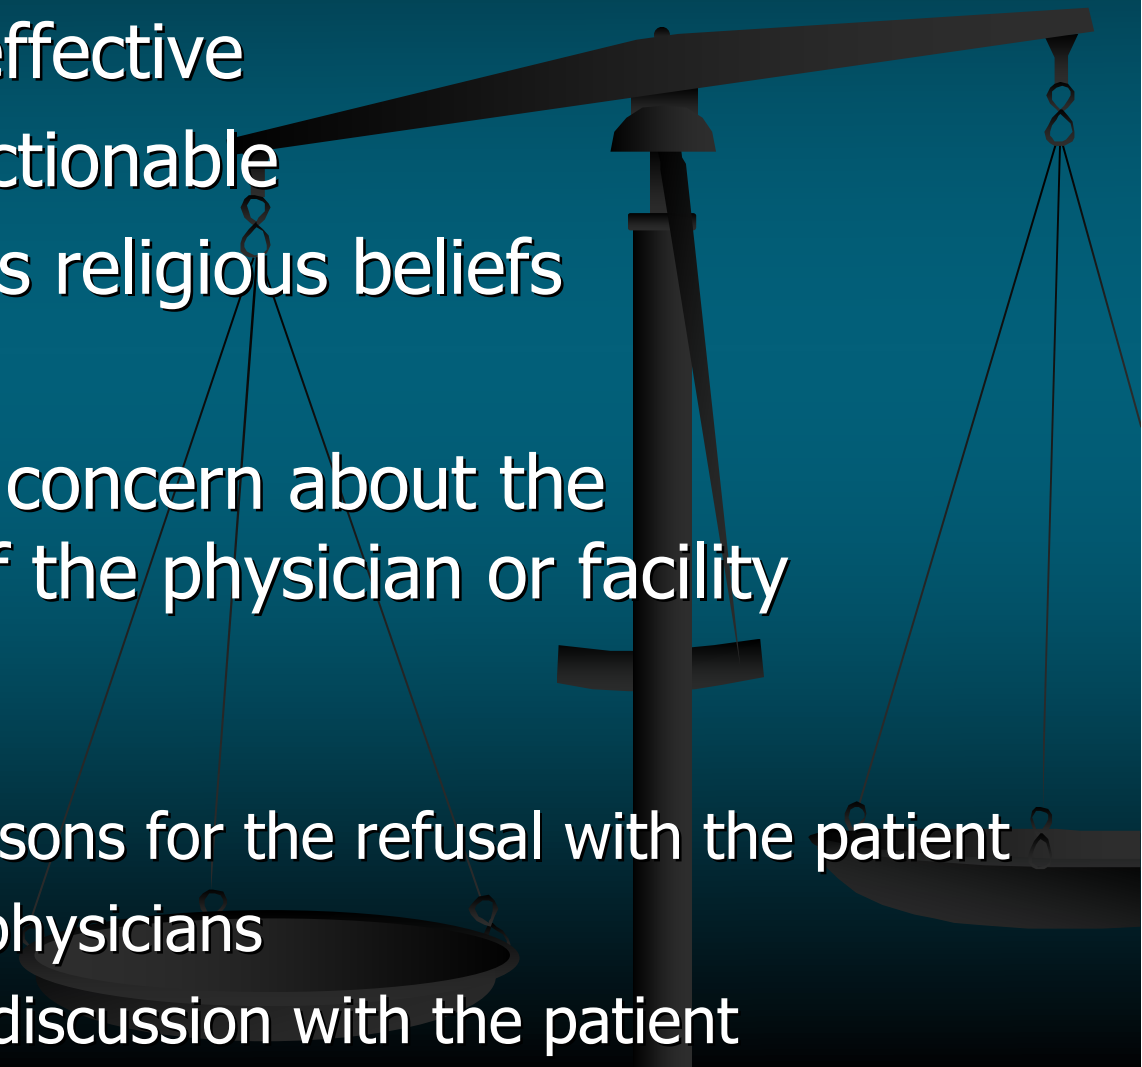 ffective
ctionable
s religious beliefs
concern about the
f the physician or facility
sons for the refusal with the patient
physicians
discussion with the patient